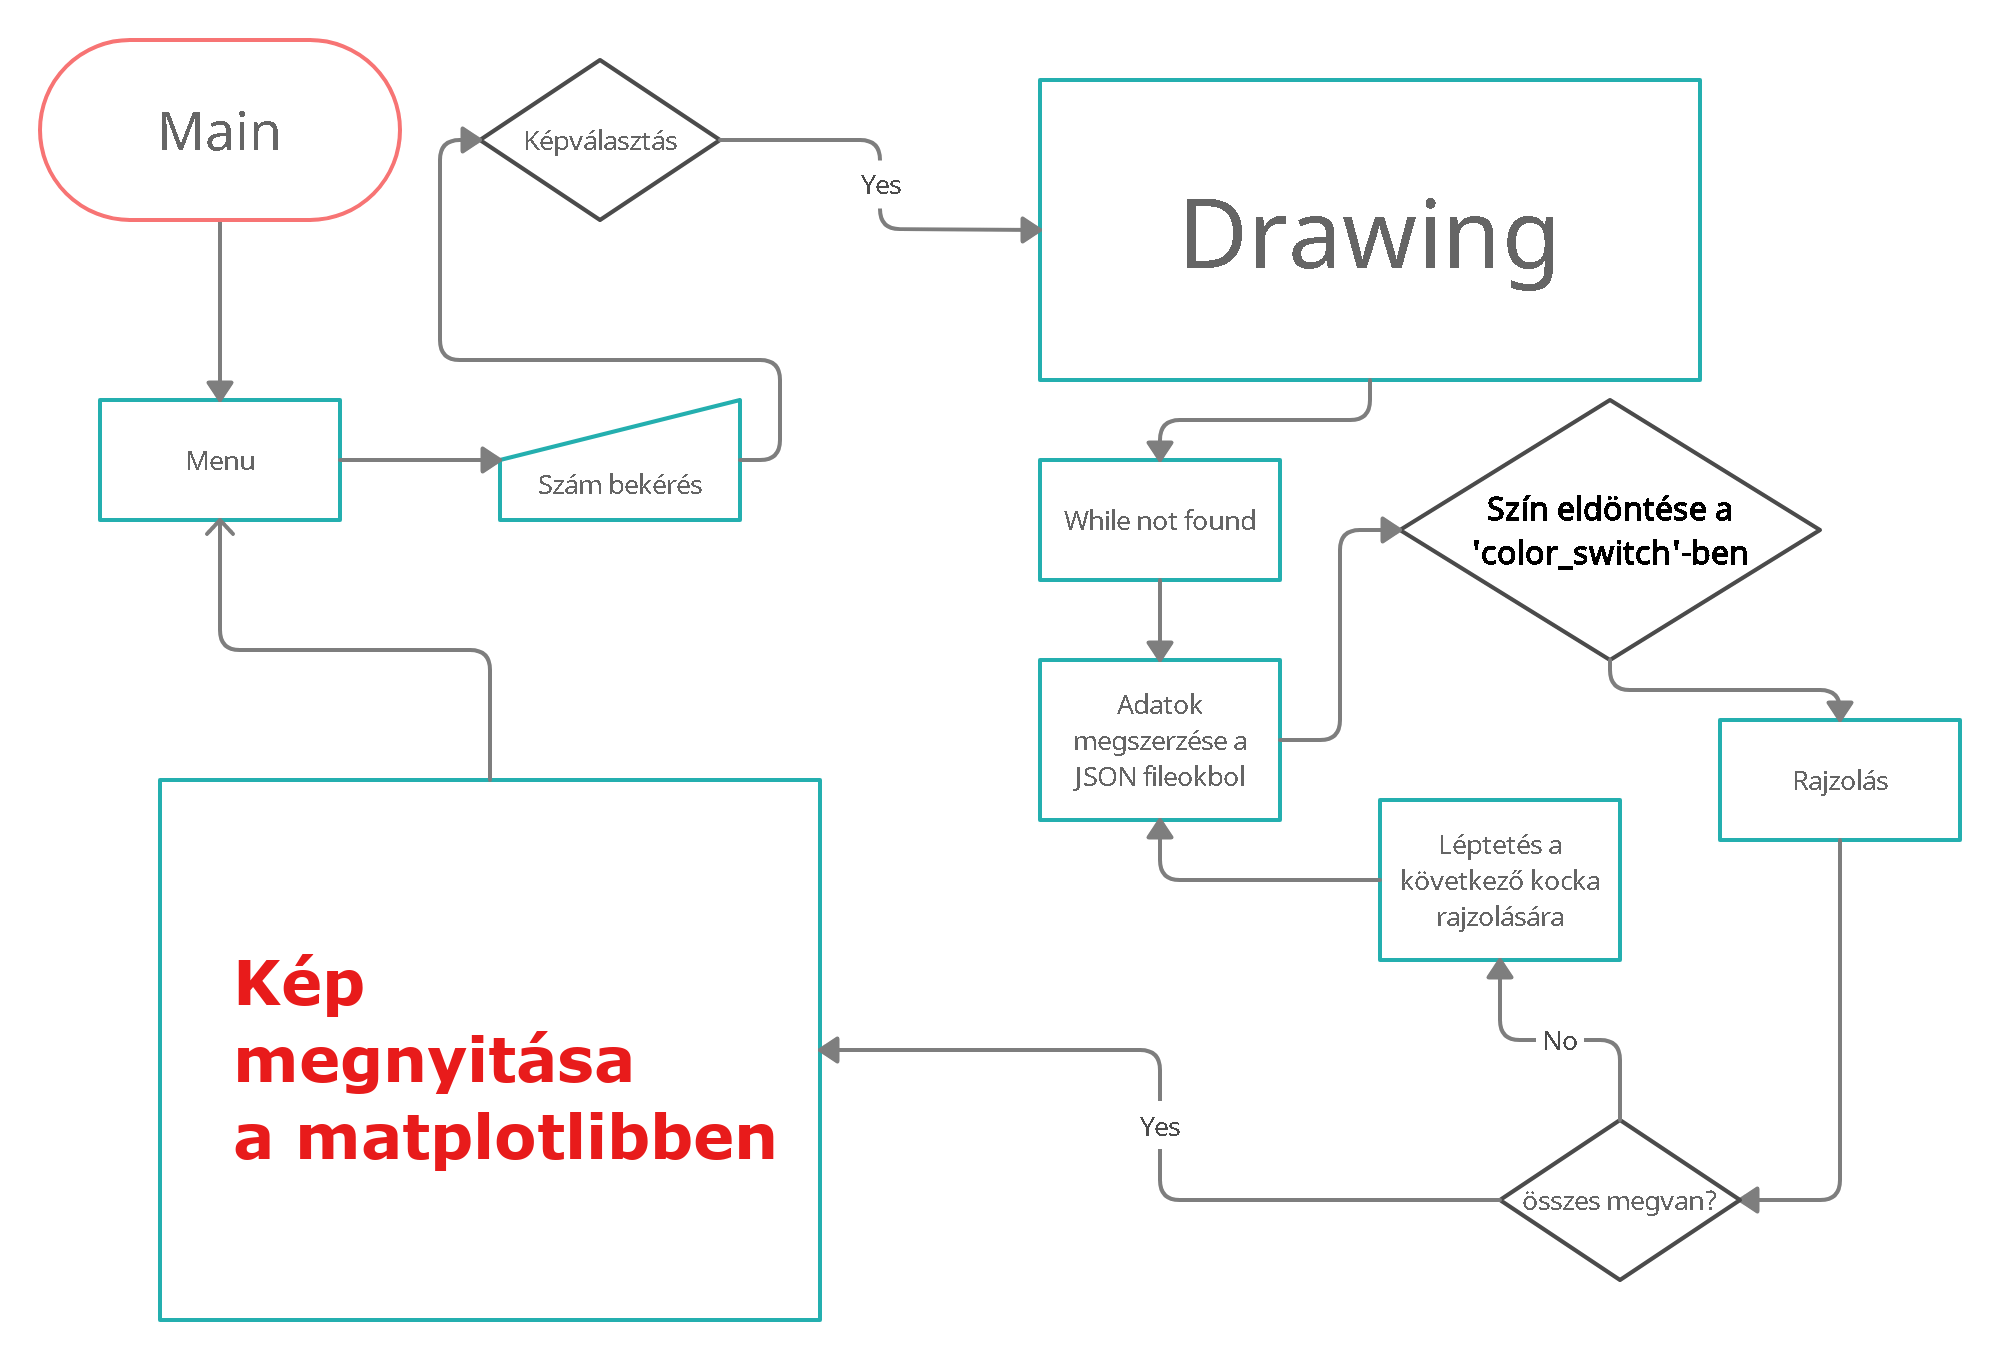 Main
Képválasztás
Yes
Drawing
Menu
Szám bekérés
While not found
Szín eldöntése a
'color_switch'-ben
Adatok
megszerzése a
JSON fileokbol
Rajzolás
Léptetés a
következő kocka
rajzolására
No
összes megvan?
Yes
Kép
megnyitása
a matplotlibben